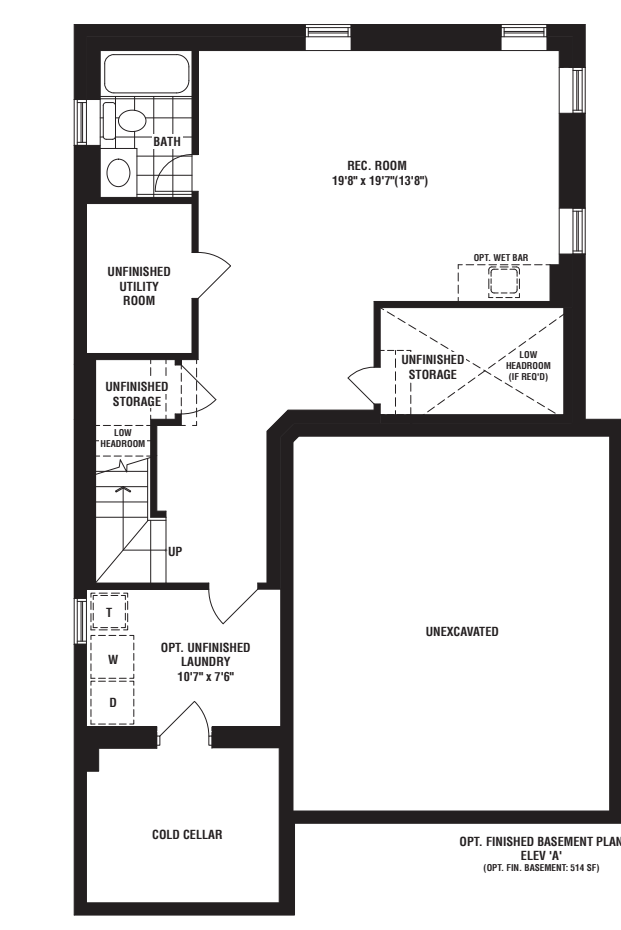 BATH
REC. ROOM
19'8" x 19'7"(13'8")
UNFINISHED
UTILITY
ROOM
OPT. WET BAR
UNFINISHED
STORAGE
LOW
HEADROOM
(IF REQ'D)
UNFINISHED
STORAGE
LOW
HEADROOM
UP
T
W
D
OPT. UNFINISHED
LAUNDRY
10'7" x 7'6"
UNEXCAVATED
COLD CELLAR
OPT. FINISHED BASEMENT PLAN
ELEV 'A'
(OPT. FIN. BASEMENT: 514 SF)